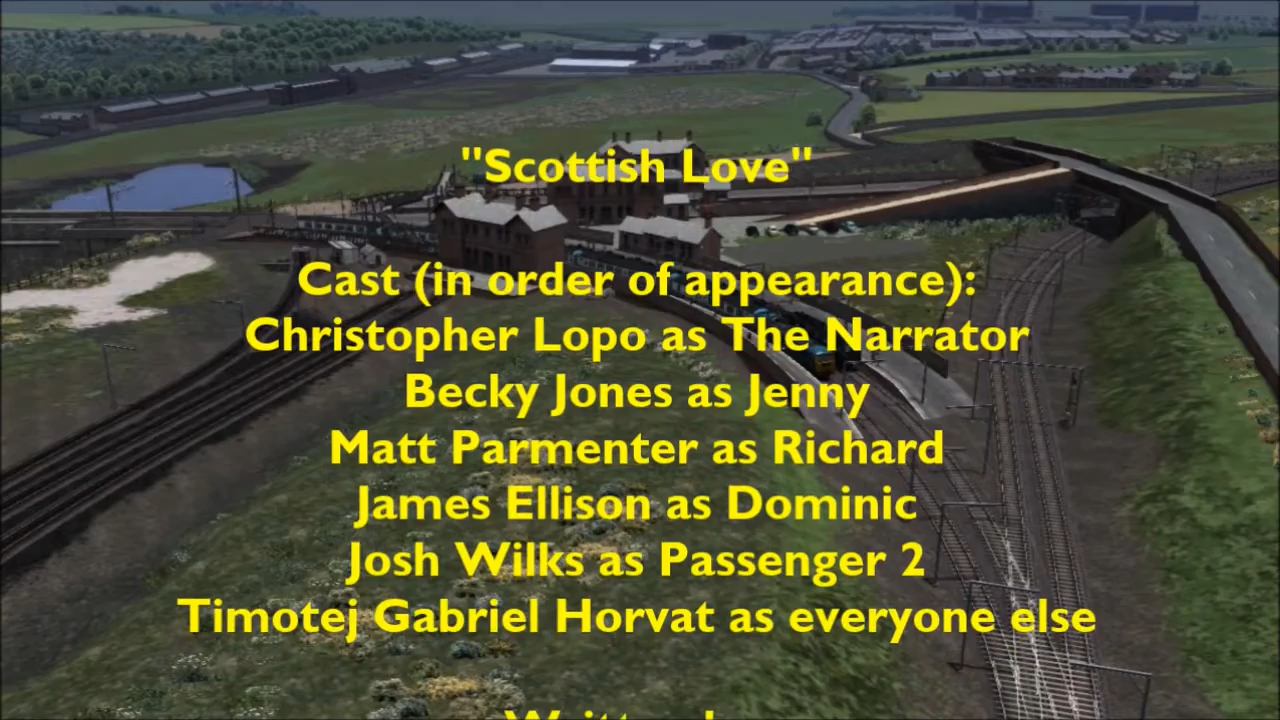 "Scottish Love"
Cast (in order of appearance):
Christopher Lopo as The Narrator
Becky Jones as Jenny
Matt Parmenter as Richard
James Ellison as Dominic
Josh Wilks as Passenger 2
Timotej Gabriel Horvat as everyone else